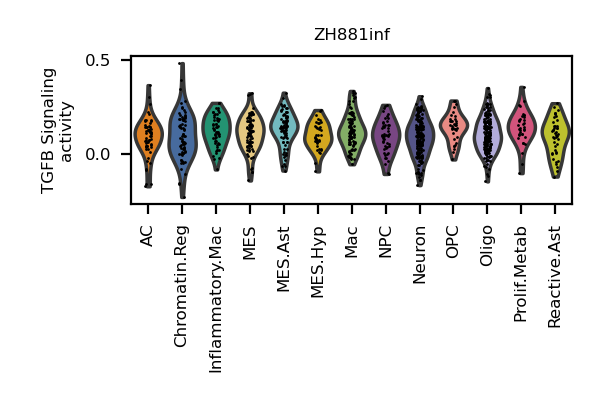 ZH881inf
TGFB Signaling
activity
0.5
0.0
AC
Chromatin.Reg
Inflammatory.Mac
MES
MES.Ast
MES.Hyp
Mac
NPC
Neuron
OPC
Oligo
Prolif.Metab
Reactive.Ast